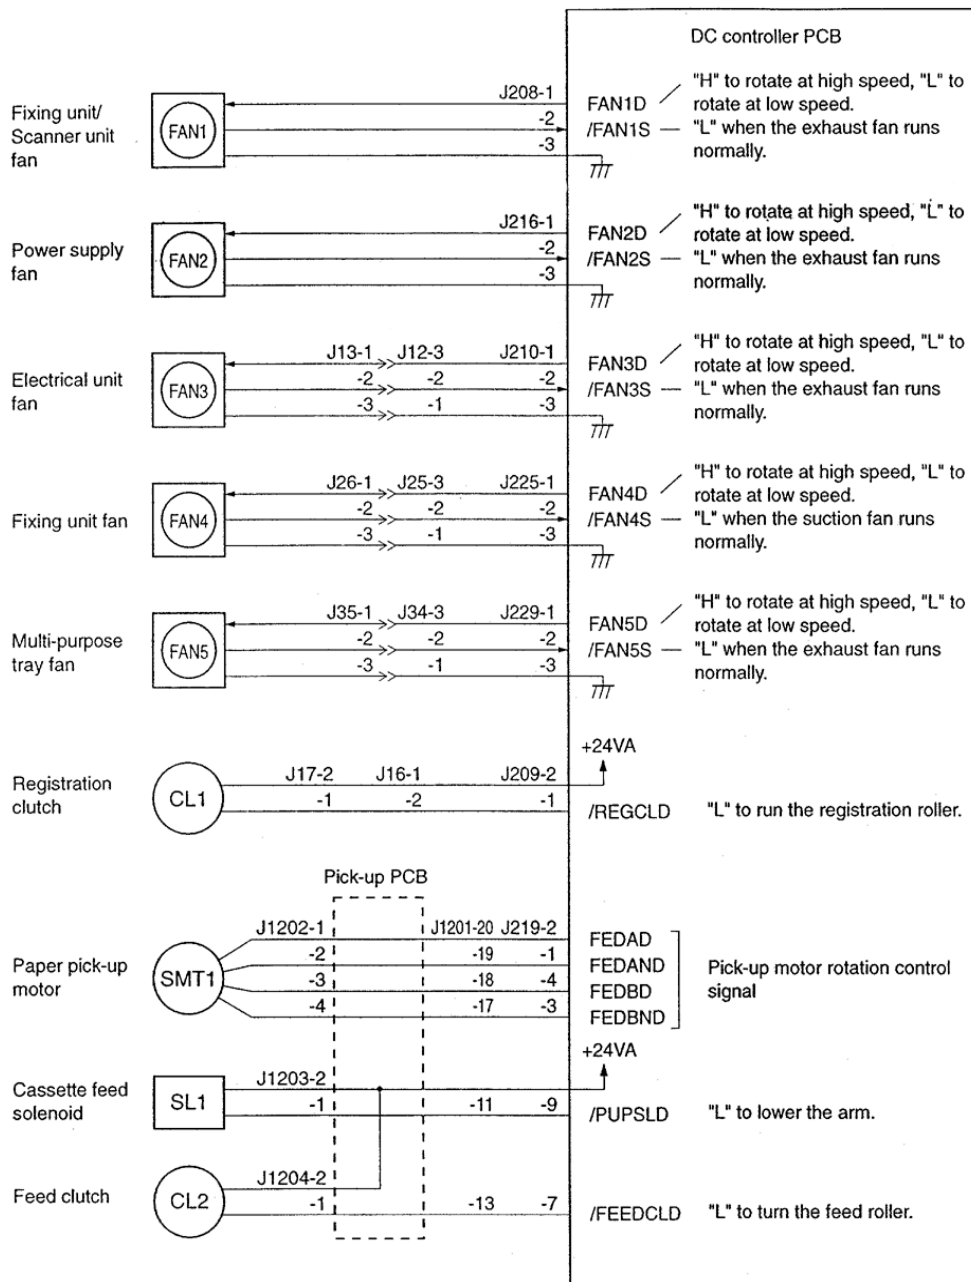 DC controller PCB
Fixing unit/
Scanner unit
fan
FAN1
J208-1
-2
-3
FAN1D
/FAN1S
"H" to rotate at high speed, "L" to
rotate at low speed.
"L" when the exhaust fan runs
normally.
Power supply
fan
FAN2
J216-1
-2
-3
FAN2D
/FAN2S
"H" to rotate at high speed, "L" to
rotate at low speed.
"L" when the exhaust fan runs
normally.
Electrical unit
fan
FAN3
J13-1 J12-3 J210-1
-2 -2 -2
-3 -1 -3
FAN3D
/FAN3S
"H" to rotate at high speed, "L" to
rotate at low speed.
"L" when the exhaust fan runs
normally.
Fixing unit fan
FAN4
J26-1 J25-3 J225-1
-2 -2 -2
-3 -1 -3
FAN4D
/FAN4S
"H" to rotate at high speed, "L" to
rotate at low speed.
"L" when the suction fan runs
normally.
Multi-purpose
tray fan
FAN5
J35-1 J34-3 J229-1
-2 -2 -2
-3 -1 -3
FAN5D
/FAN5S
"H" to rotate at high speed, "L" to
rotate at low speed.
"L" when the exhaust fan runs
normally.
Registration
clutch
CL1
J17-2 J16-1 J209-2
-1 -2 -1
+24VA
/REGCLD
"L" to run the registration roller.
Pick-up PCB
Paper pick-up
motor
SMT1
J1202-1 J1201-20 J219-2
-2 -19 -1
-3 -18 -4
-4 -17 -3
FEDAD
FEDAND
FEDBD
FEDBND
Pick-up motor rotation control
signal
+24VA
Cassette feed
solenoid
SL1
J1203-2
-1 -11 -9
/PUPSLD
"L" to lower the arm.
Feed clutch
CL2
J1204-2
-1 -13 -7
/FEEDCLD
"L" to turn the feed roller.